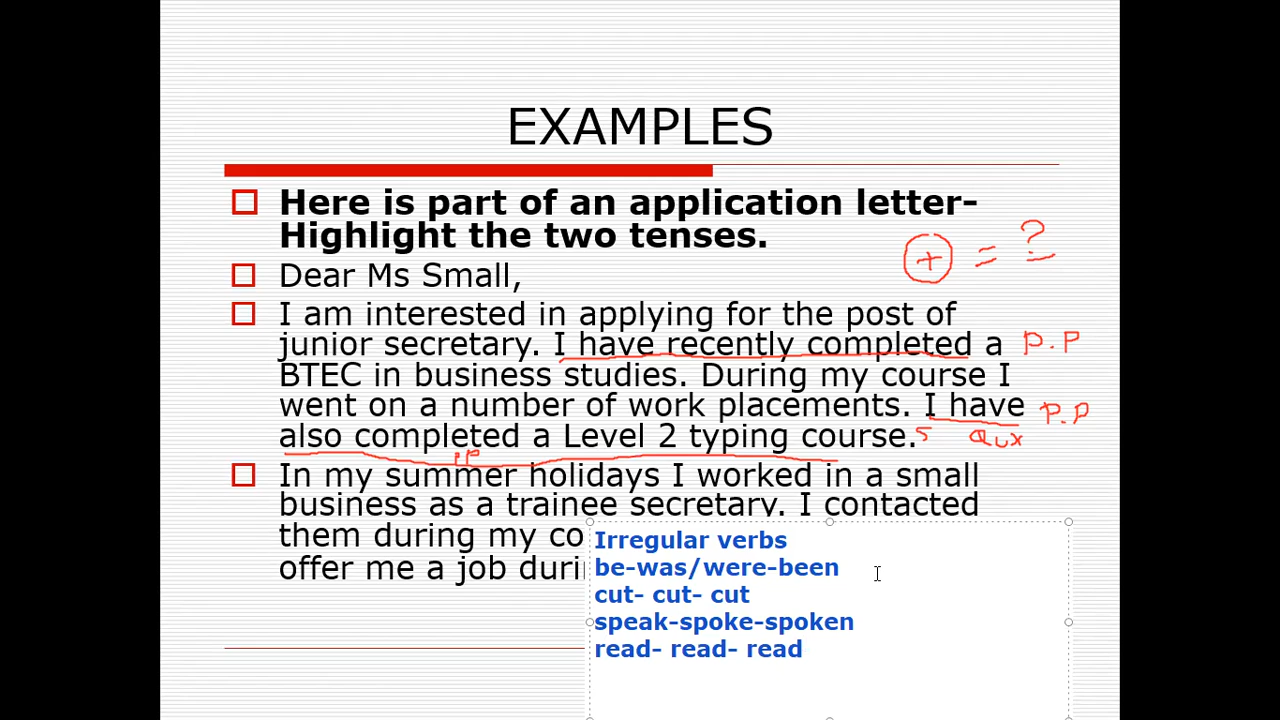 EXAMPLES
Here is part of an application letter-
Highlight the two tenses.
+ = ?
Dear Ms Small,
I am interested in applying for the post of
junior secretary. I have recently completed a P.P
BTEC in business studies. During my course I
went on a number of work placements. I have P.P
also completed a Level 2 typing course. S aux
PP
In my summer holidays I worked in a small
business as a trainee secretary. I contacted
them during my co
offer me a job duri
Irregular verbs
be-was/were-been
cut- cut- cut
speak-spoke-spoken
read- read- read